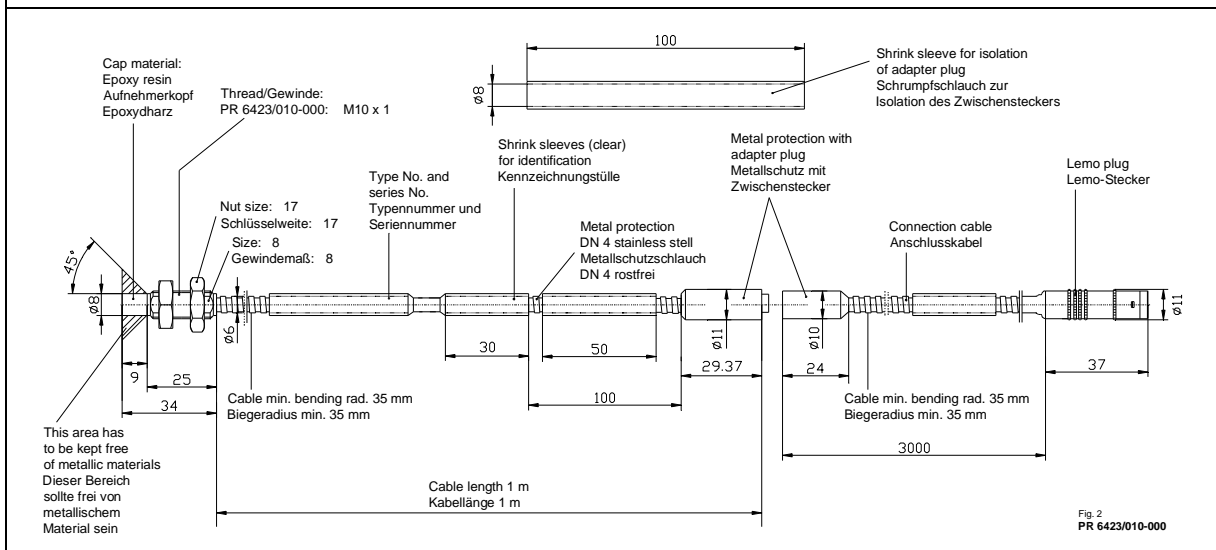 100
ø8
Shrink sleeve for isolation
of adapter plug
Schrumpfschlauch zur
Isolation des Zwischensteckers
Cap material:
Epoxy resin
Aufnehmerkopf
Epoxydharz
Thread/Gewinde:
PR 6423/010-000: M10 x 1
Nut size: 17
Schlüsselweite: 17
Size: 8
Gewindemaß: 8
Type No. and
series No.
Typennummer und
Seriennummer
Shrink sleeves (clear)
for identification
Kennzeichnungstülle
Metal protection
DN 4 stainless stell
Metallschutzschlauch
DN 4 rostfrei
Metal protection with
adapter plug
Metallschutz mit
Zwischenstecker
Connection cable
Anschlusskabel
Lemo plug
Lemo-Stecker
45°
ø8
ø6
ø11
ø10
ø11
9
25
34
30
50
100
29.37
24
37
3000
Cable min. bending rad. 35 mm
Biegeradius min. 35 mm
Cable min. bending rad. 35 mm
Biegeradius min. 35 mm
This area has
to be kept free
of metallic materials
Dieser Bereich
sollte frei von
metallischem
Material sein
Cable length 1 m
Kabellänge 1 m
Fig. 2
PR 6423/010-000